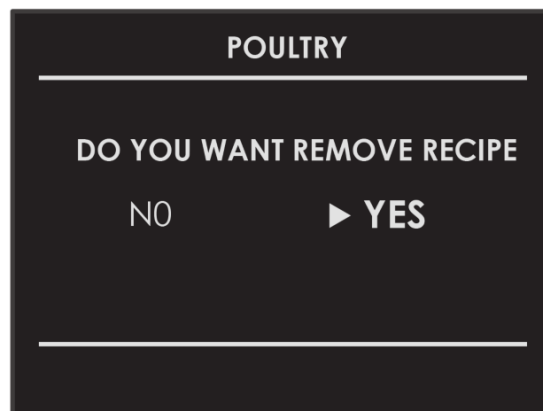 POULTRY
DO YOU WANT REMOVE RECIPE
N0 ▶ YES